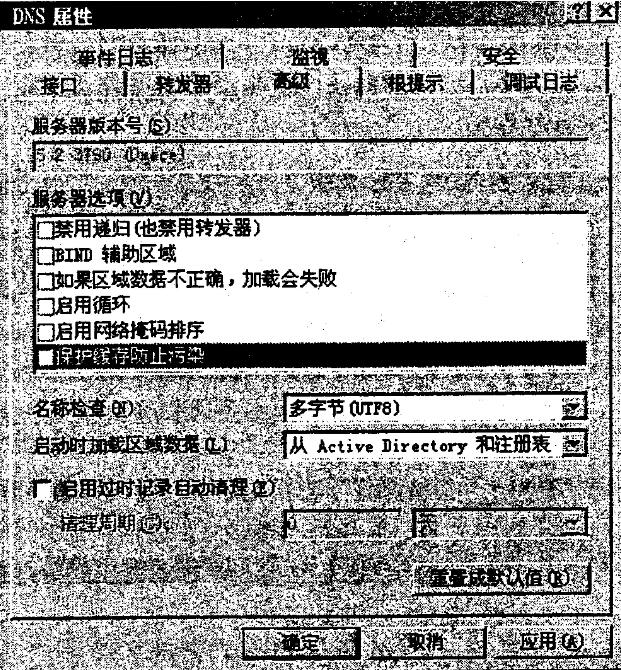 DNS 属性
事件日志 监视 安全
接口 转发器 高级 根提示 调试日志
服务器版本号(S)
服务器选项(V)
禁用递归(也禁用转发器)
BIND 辅助区域
如果区域数据不正确，加载会失败
启用循环
启用网络掩码排序
保护缓存防止污染
名称检查(N)
多字节(UTF8)
启动时加载区域数据(L)
从 Active Directory 和注册表
启用过时记录自动清理(E)
清理周期
0
重置成默认值(R)
确定 取消 应用(A)